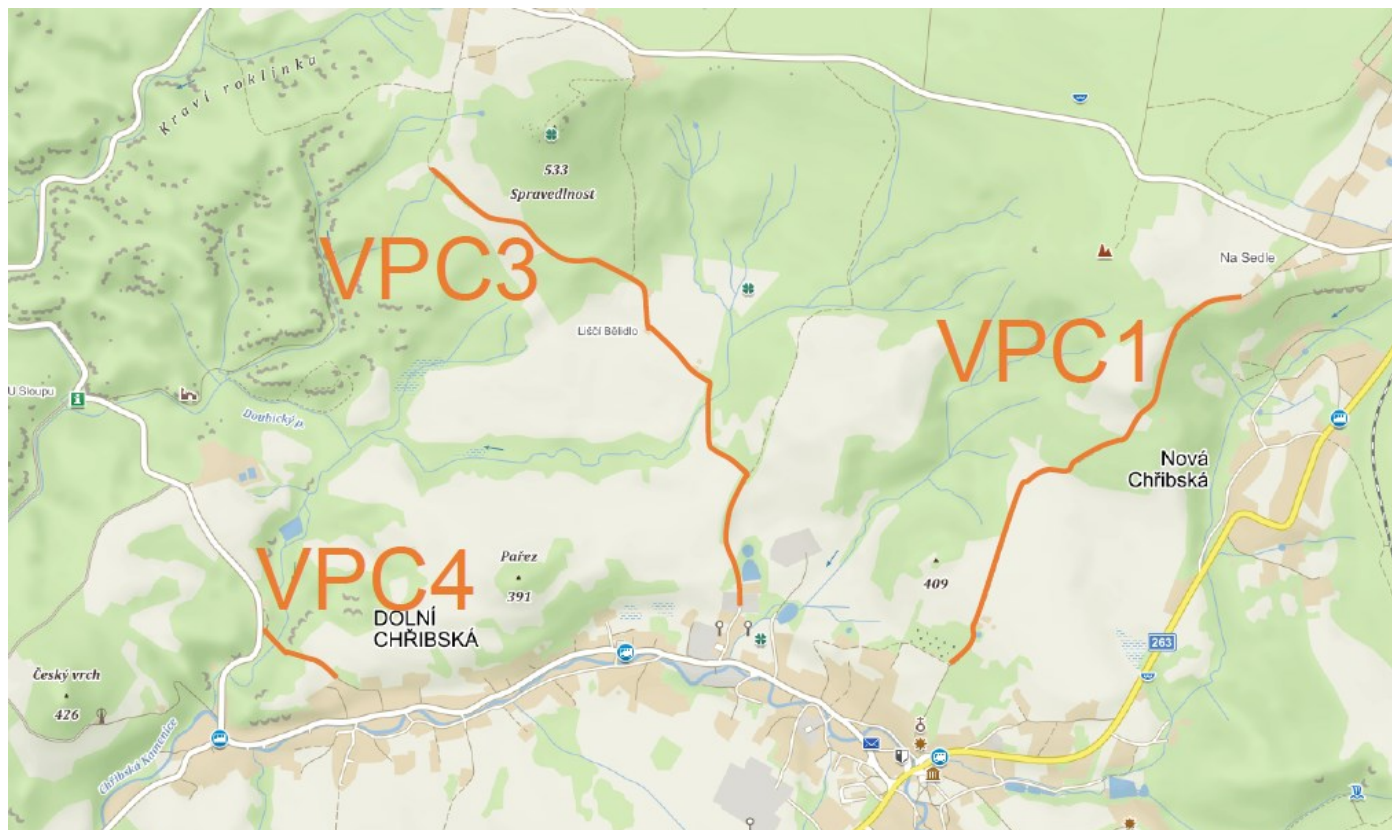 Kraví roklinka
533
Spravedlnost
VPC3
Na Sedle
VPC1
Liščí Bělidlo
U Sloupu
Doubický p.
Nová
Chřibská
VPC4
Pařez
391
409
DOLNÍ
CHŘIBSKÁ
263
Český vrch
426
Chřibská Kamenice